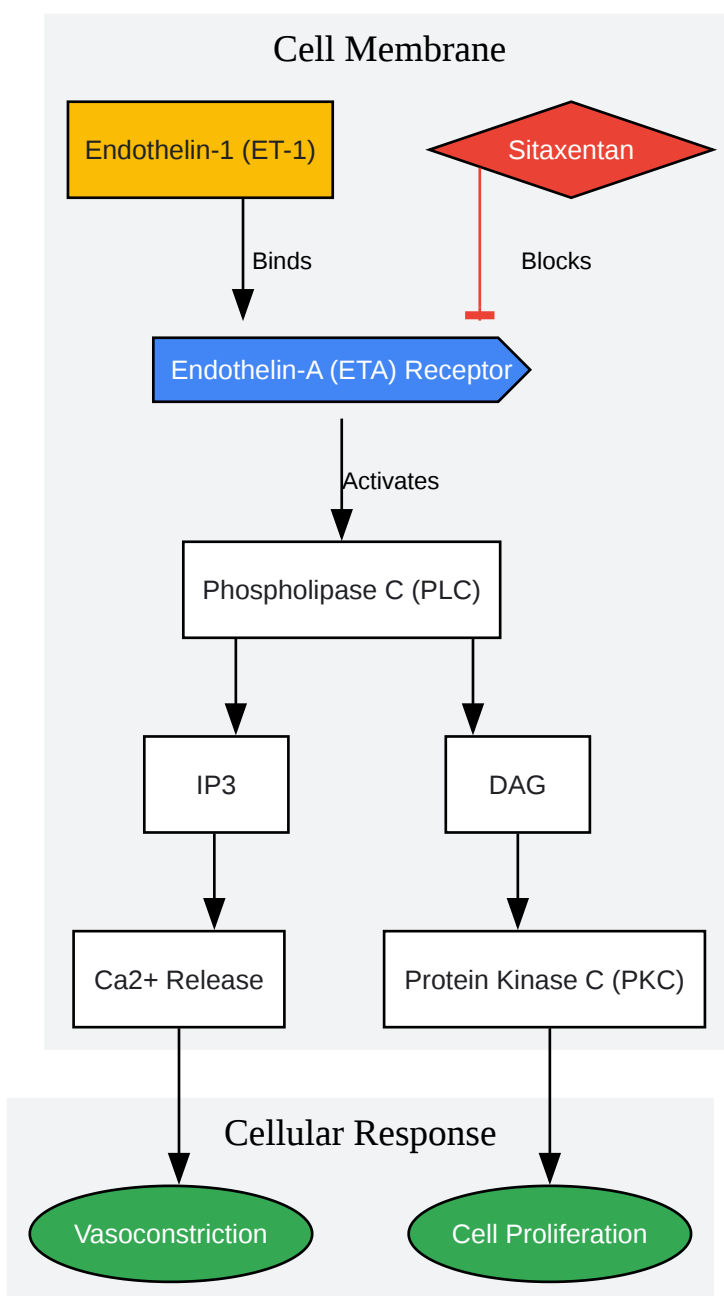 Cell Membrane
Endothelin-1 (ET-1)
Sitaxentan
Binds
Blocks
Endothelin-A (ETA) Receptor
Activates
Phospholipase C (PLC)
IP3
DAG
Ca2+ Release
Protein Kinase C (PKC)
Cellular Response
Vasoconstriction
Cell Proliferation